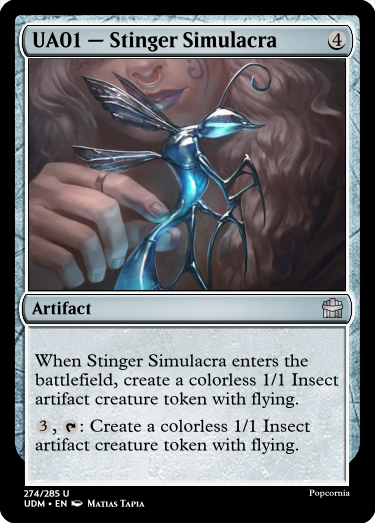 UA01 — Stinger Simulacra 4
Artifact
When Stinger Simulacra enters the
battlefield, create a colorless 1/1 Insect
artifact creature token with flying.
3, : Create a colorless 1/1 Insect
artifact creature token with flying.
274/285 U Popcornia
UDM • EN Matias Tapia